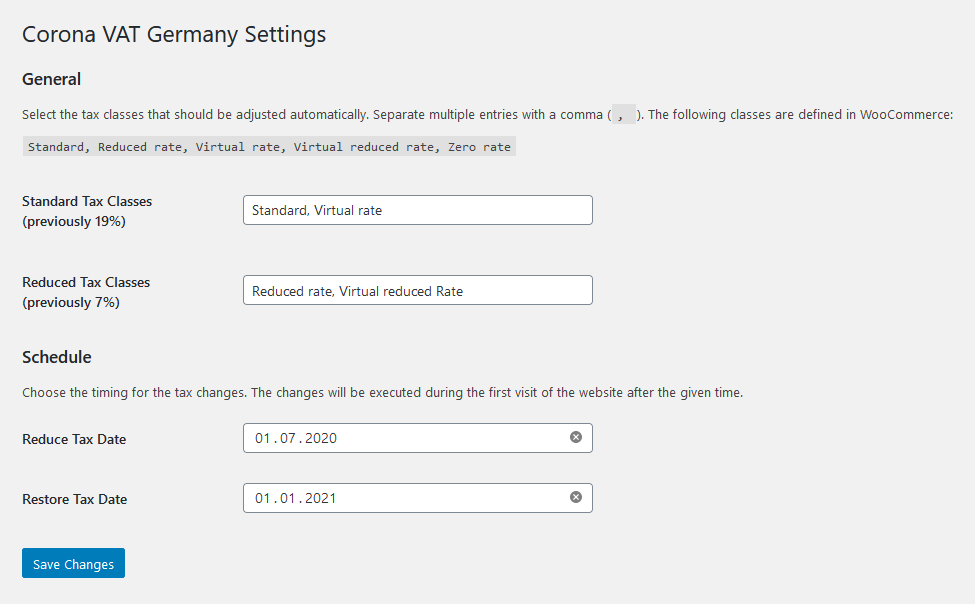 Corona VAT Germany Settings
General
Select the tax classes that should be adjusted automatically. Separate multiple entries with a comma ( , ). The following classes are defined in WooCommerce:
Standard, Reduced rate, Virtual rate, Virtual reduced rate, Zero rate
Standard Tax Classes
(previously 19%)
Standard, Virtual rate
Reduced Tax Classes
(previously 7%)
Reduced rate, Virtual reduced Rate
Schedule
Choose the timing for the tax changes. The changes will be executed during the first visit of the website after the given time.
Reduce Tax Date
01.07.2020
Restore Tax Date
01.01.2021
Save Changes